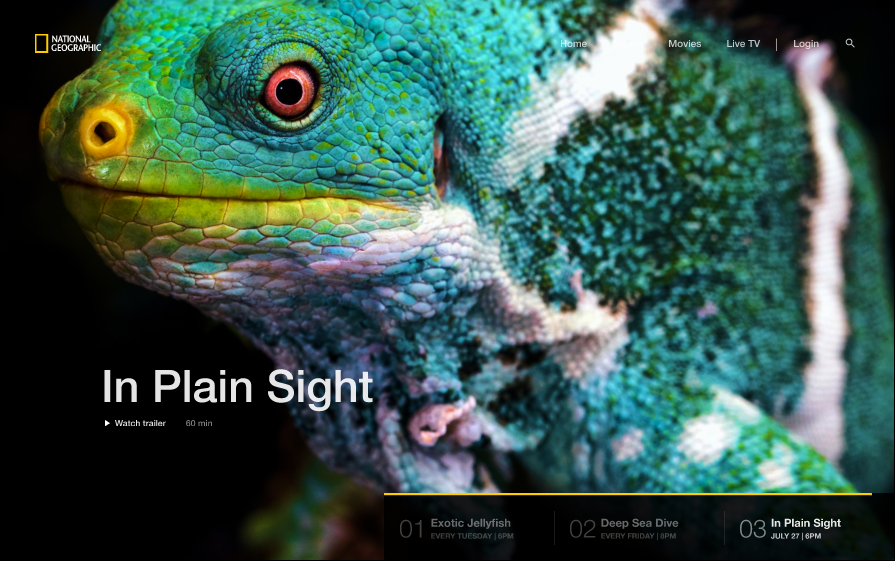 NATIONAL
GEOGRAPHIC
Home
Movies
Live TV
Login
In Plain Sight
Watch trailer
60 min
01
Exotic Jellyfish
EVERY TUESDAY | 6PM
02
Deep Sea Dive
EVERY FRIDAY | 8PM
03
In Plain Sight
JULY 27 | 6PM